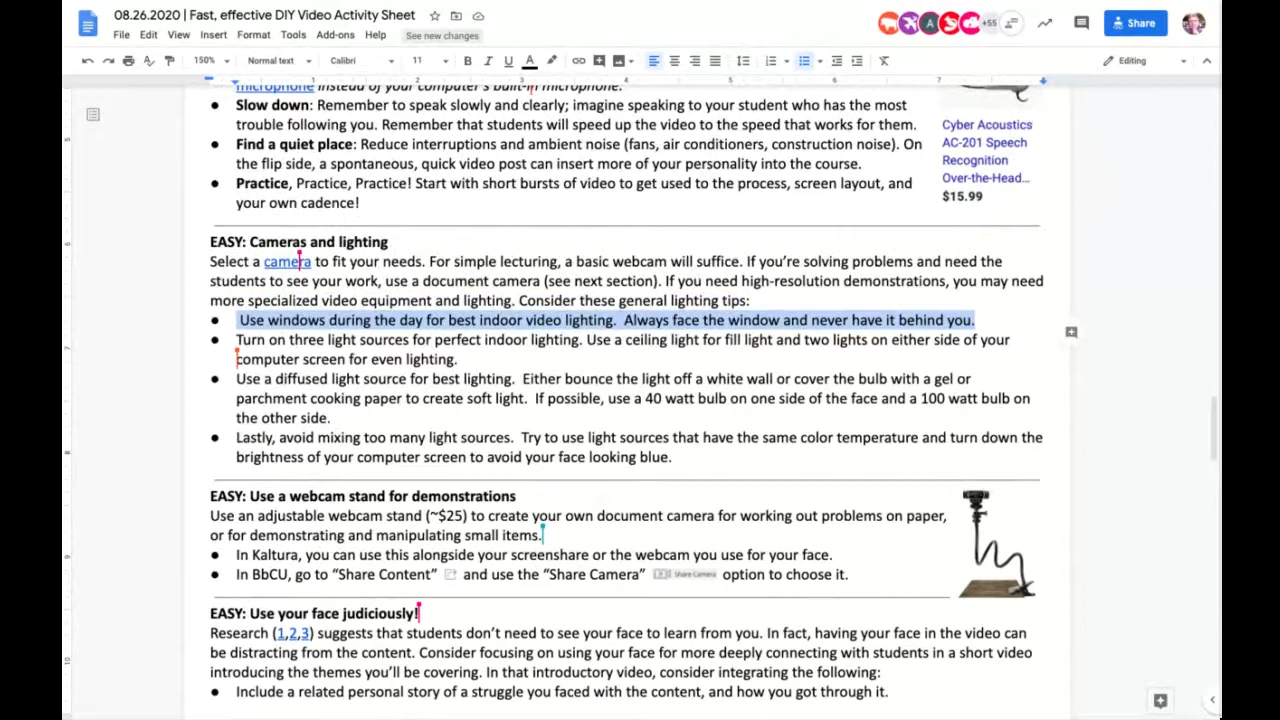 08.26.2020 | Fast, effective DIY Video Activity Sheet
+55
Share
File Edit View Insert Format Tools Add-ons Help See new changes
150% Normal text Calibri 11 B I U A Editing
1 2 3 4 5 6 7
microphone instead of your computer's built-in microphone.
● Slow down: Remember to speak slowly and clearly; imagine speaking to your student who has the most
trouble following you. Remember that students will speed up the video to the speed that works for them.
● Find a quiet place: Reduce interruptions and ambient noise (fans, air conditioners, construction noise). On
the flip side, a spontaneous, quick video post can insert more of your personality into the course.
● Practice, Practice, Practice! Start with short bursts of video to get used to the process, screen layout, and
your own cadence!
Cyber Acoustics
AC-201 Speech
Recognition
Over-the-Head...
$15.99
EASY: Cameras and lighting
Select a camera to fit your needs. For simple lecturing, a basic webcam will suffice. If you're solving problems and need the
students to see your work, use a document camera (see next section). If you need high-resolution demonstrations, you may need
more specialized video equipment and lighting. Consider these general lighting tips:
● Use windows during the day for best indoor video lighting. Always face the window and never have it behind you.
● Turn on three light sources for perfect indoor lighting. Use a ceiling light for fill light and two lights on either side of your
computer screen for even lighting.
● Use a diffused light source for best lighting. Either bounce the light off a white wall or cover the bulb with a gel or
parchment cooking paper to create soft light. If possible, use a 40 watt bulb on one side of the face and a 100 watt bulb on
the other side.
● Lastly, avoid mixing too many light sources. Try to use light sources that have the same color temperature and turn down the
brightness of your computer screen to avoid your face looking blue.
EASY: Use a webcam stand for demonstrations
Use an adjustable webcam stand (~$25) to create your own document camera for working out problems on paper,
or for demonstrating and manipulating small items.
● In Kaltura, you can use this alongside your screenshare or the webcam you use for your face.
● In BbCU, go to "Share Content" and use the "Share Camera" Share Camera option to choose it.
EASY: Use your face judiciously!
Research (1,2,3) suggests that students don't need to see your face to learn from you. In fact, having your face in the video can
be distracting from the content. Consider focusing on using your face for more deeply connecting with students in a short video
introducing the themes you'll be covering. In that introductory video, consider integrating the following:
● Include a related personal story of a struggle you faced with the content, and how you got through it.